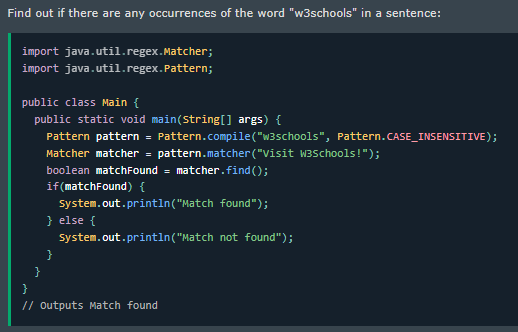 Find out if there are any occurrences of the word "w3schools" in a sentence:
import java.util.regex.Matcher;
import java.util.regex.Pattern;
public class Main {
  public static void main(String[] args) {
    Pattern pattern = Pattern.compile("w3schools", Pattern.CASE_INSENSITIVE);
    Matcher matcher = pattern.matcher("Visit W3Schools!");
    boolean matchFound = matcher.find();
    if(matchFound) {
      System.out.println("Match found");
    } else {
      System.out.println("Match not found");
    }
  }
}
// Outputs Match found